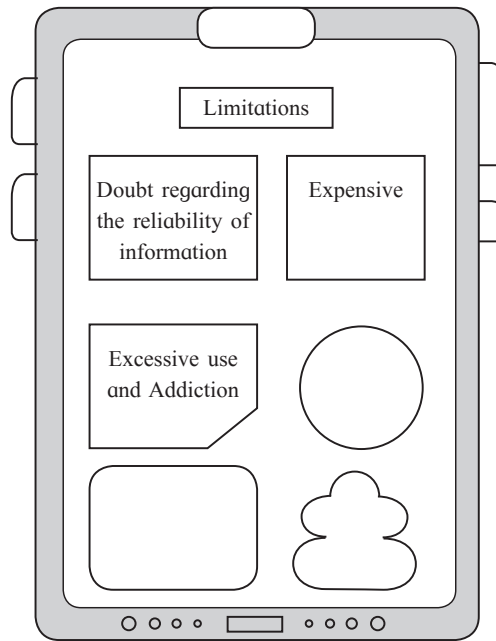 Limitations
Doubt regarding
the reliability of
information
Expensive
Excessive use
and Addiction